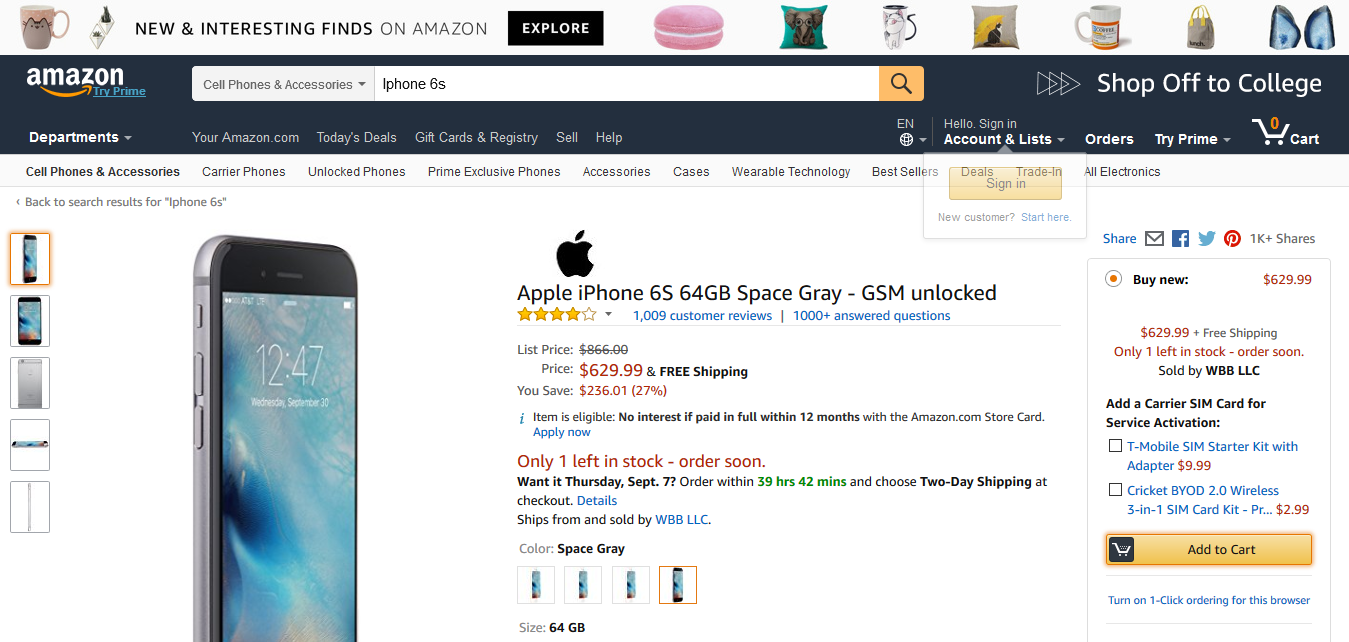 NEW & INTERESTING FINDS ON AMAZON EXPLORE
COFFEE
lunch.
amazon
Try Prime
Cell Phones & Accessories
Iphone 6s
Shop Off to College
Departments
Your Amazon.com Today's Deals Gift Cards & Registry Sell Help
EN
Hello. Sign in
Account & Lists
Orders
Try Prime
0
Cart
Cell Phones & Accessories Carrier Phones Unlocked Phones Prime Exclusive Phones Accessories Cases Wearable Technology Best Sellers Deals Trade-In All Electronics
Sign in
New customer? Start here.
‹ Back to search results for "Iphone 6s"
Share
1K+ Shares
AT&T LTE
12:47
Wednesday, September 30
Apple iPhone 6S 64GB Space Gray - GSM unlocked
1,009 customer reviews | 1000+ answered questions
List Price: $866.00
Price: $629.99 & FREE Shipping
You Save: $236.01 (27%)
i Item is eligible: No interest if paid in full within 12 months with the Amazon.com Store Card.
Apply now
Only 1 left in stock - order soon.
Want it Thursday, Sept. 7? Order within 39 hrs 42 mins and choose Two-Day Shipping at
checkout. Details
Ships from and sold by WBB LLC.
Color: Space Gray
Size: 64 GB
Buy new: $629.99
$629.99 + Free Shipping
Only 1 left in stock - order soon.
Sold by WBB LLC
Add a Carrier SIM Card for
Service Activation:
T-Mobile SIM Starter Kit with
Adapter $9.99
Cricket BYOD 2.0 Wireless
3-in-1 SIM Card Kit - Pr... $2.99
Add to Cart
Turn on 1-Click ordering for this browser